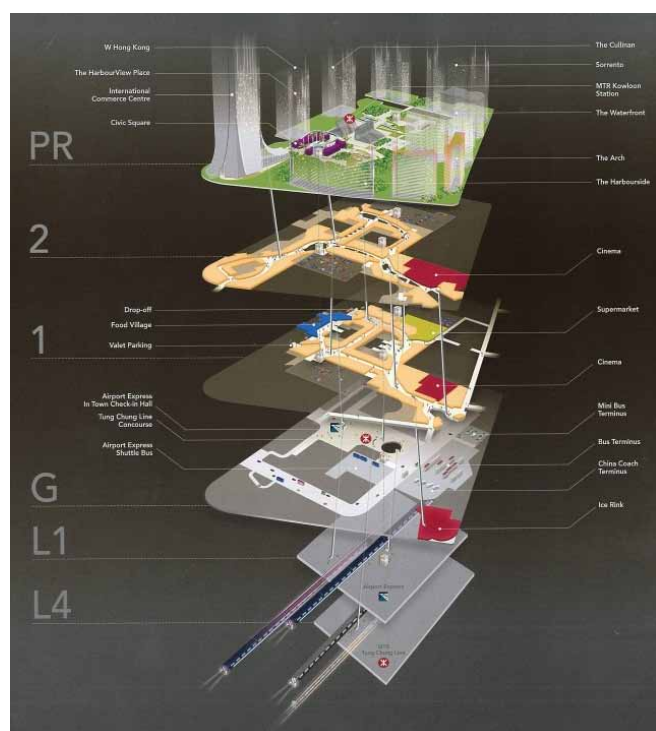 W Hong Kong
The HarbourView Place
International
Commerce Centre
Civic Square
The Cullinan
Sorrento
MTR Kowloon
Station
The Waterfront
The Arch
The Harbourside
PR
2
Cinema
Drop-off
Food Village
Valet Parking
Supermarket
1
Cinema
Airport Express
In Town Check-in Hall
Tung Chung Line
Concourse
Airport Express
Shuttle Bus
Mini Bus
Terminus
Bus Terminus
China Coach
Terminus
G
Ice Rink
L1
Airport Express
L4
MTR
Tung Chung Line